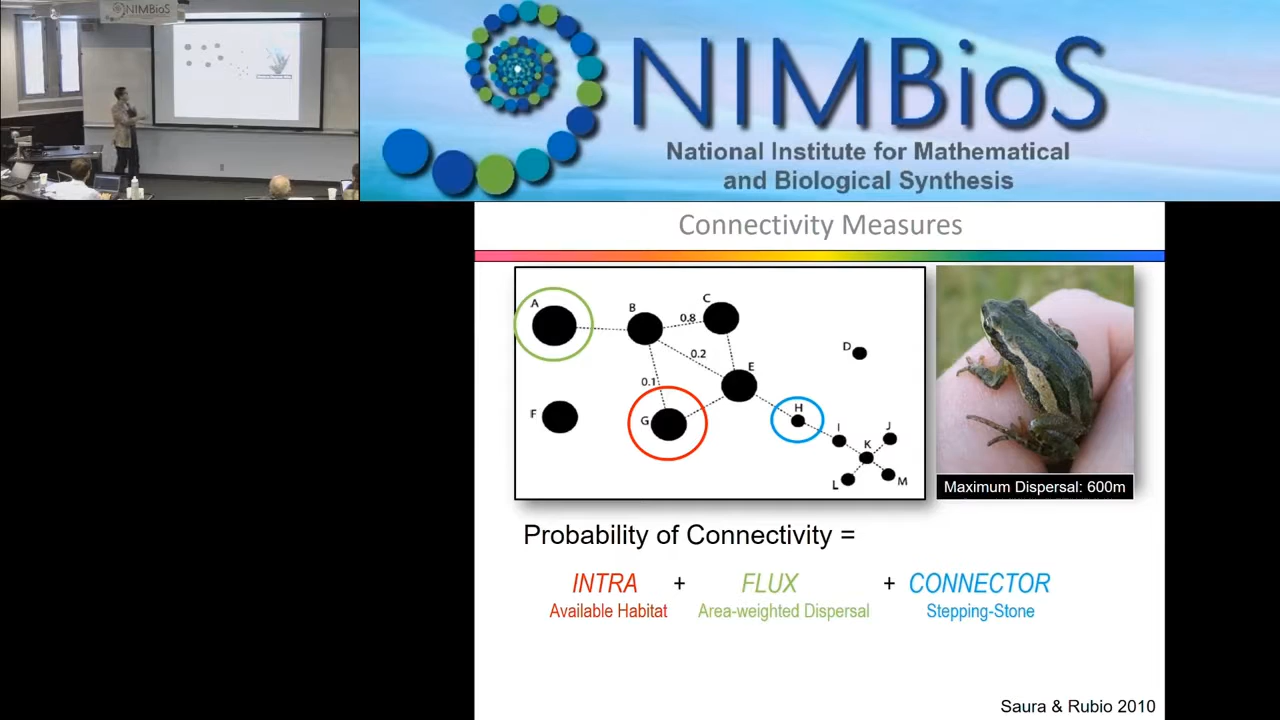 NIMBioS
NIMBioS
National Institute for Mathematical
and Biological Synthesis
Connectivity Measures
A
B
C
0.8
D
0.2
E
0.1
F
G
H
I
J
K
L
M
Maximum Dispersal: 600m
Probability of Connectivity =
INTRA + FLUX + CONNECTOR
Available Habitat Area-weighted Dispersal Stepping-Stone
Saura & Rubio 2010